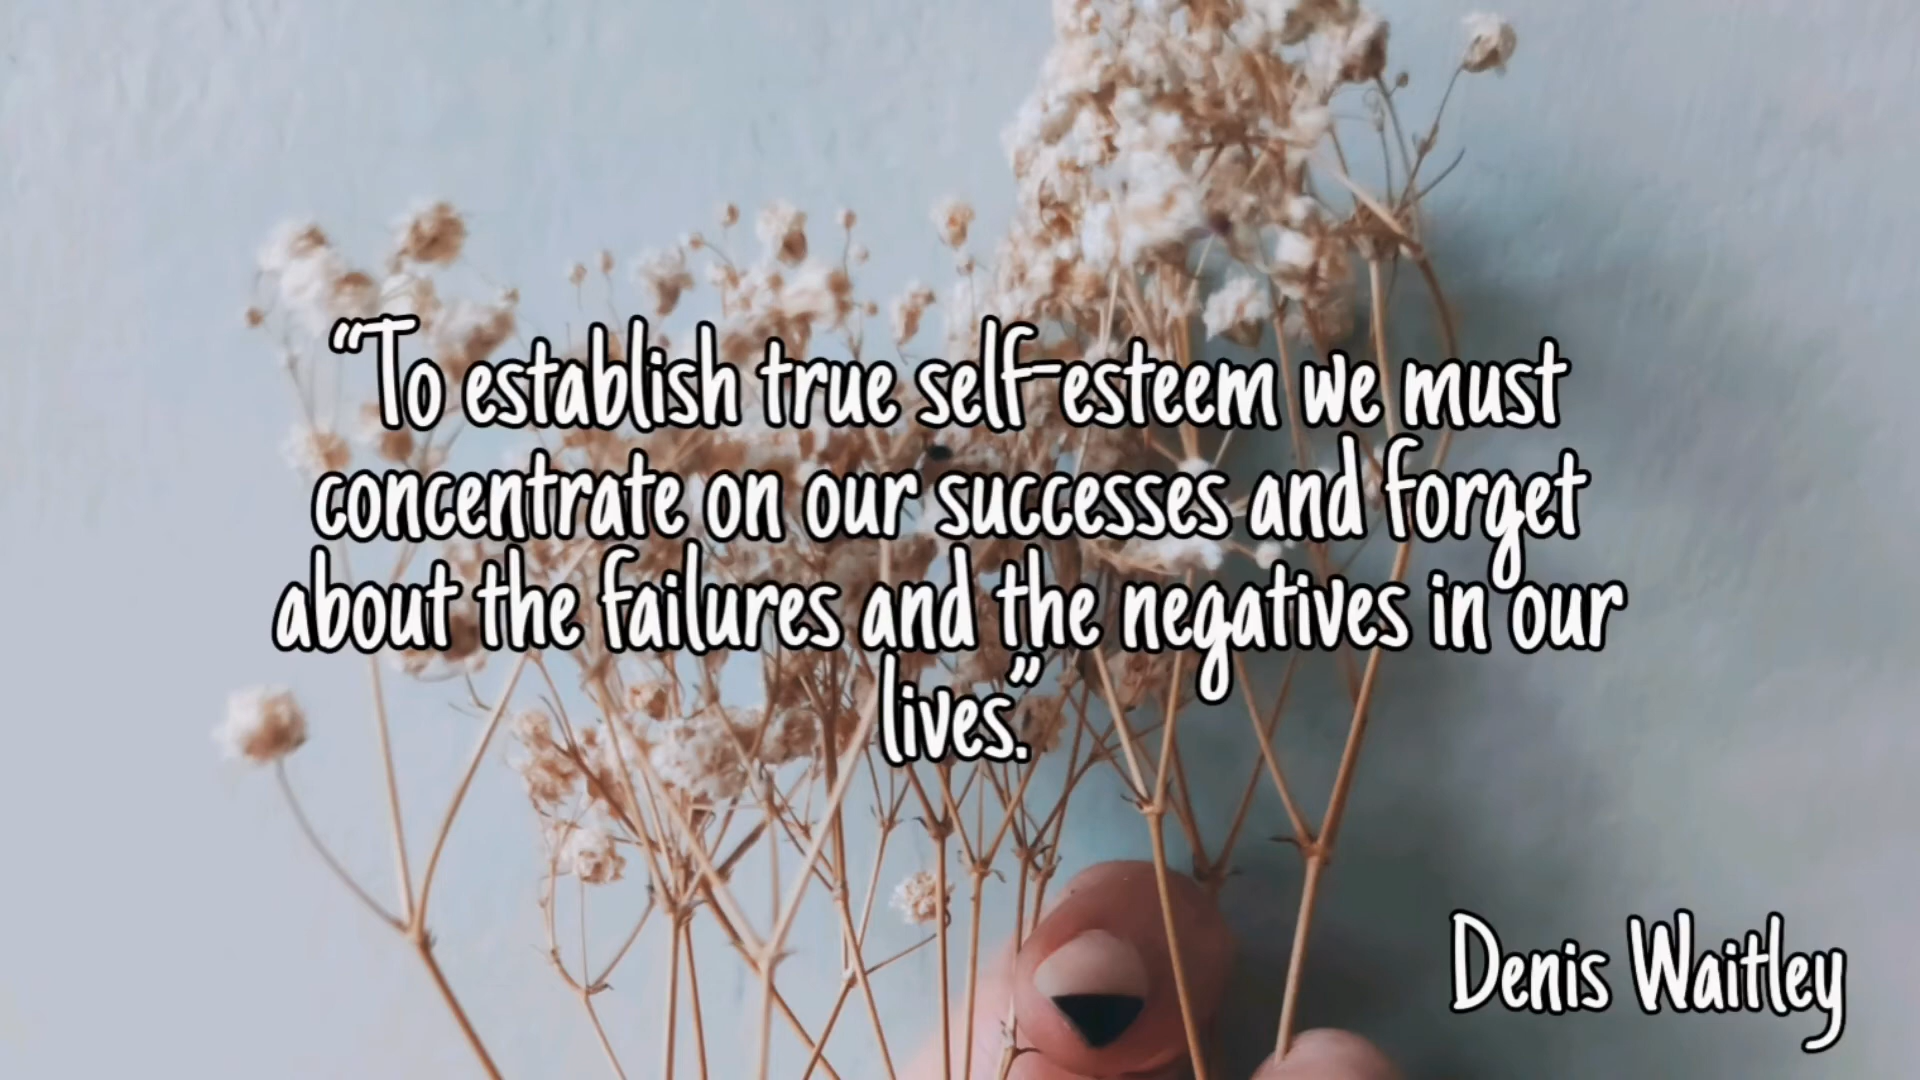 “To establish true self-esteem we must
concentrate on our successes and forget
about the failures and the negatives in our
lives.”
Denis Waitley